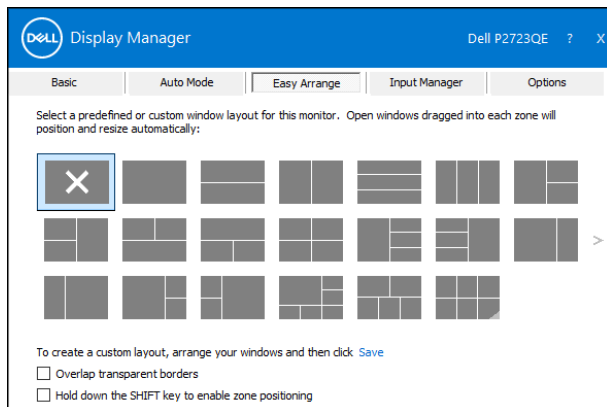 DELL Display Manager Dell P2723QE ? X
Basic Auto Mode Easy Arrange Input Manager Options
Select a predefined or custom window layout for this monitor. Open windows dragged into each zone will
position and resize automatically:
>
To create a custom layout, arrange your windows and then click Save
Overlap transparent borders
Hold down the SHIFT key to enable zone positioning